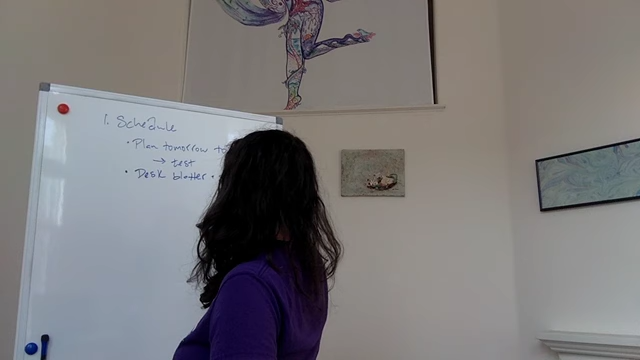 1. Schedule
• Plan tomorrow
→ test
• Desk blotter •